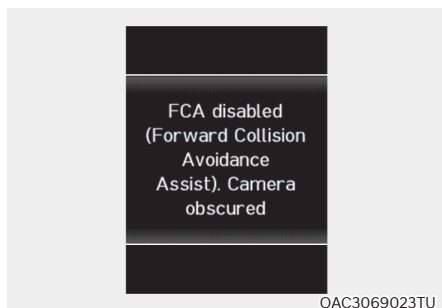 FCA disabled
(Forward Collision
Avoidance
Assist). Camera
obscured
OAC3069023TU